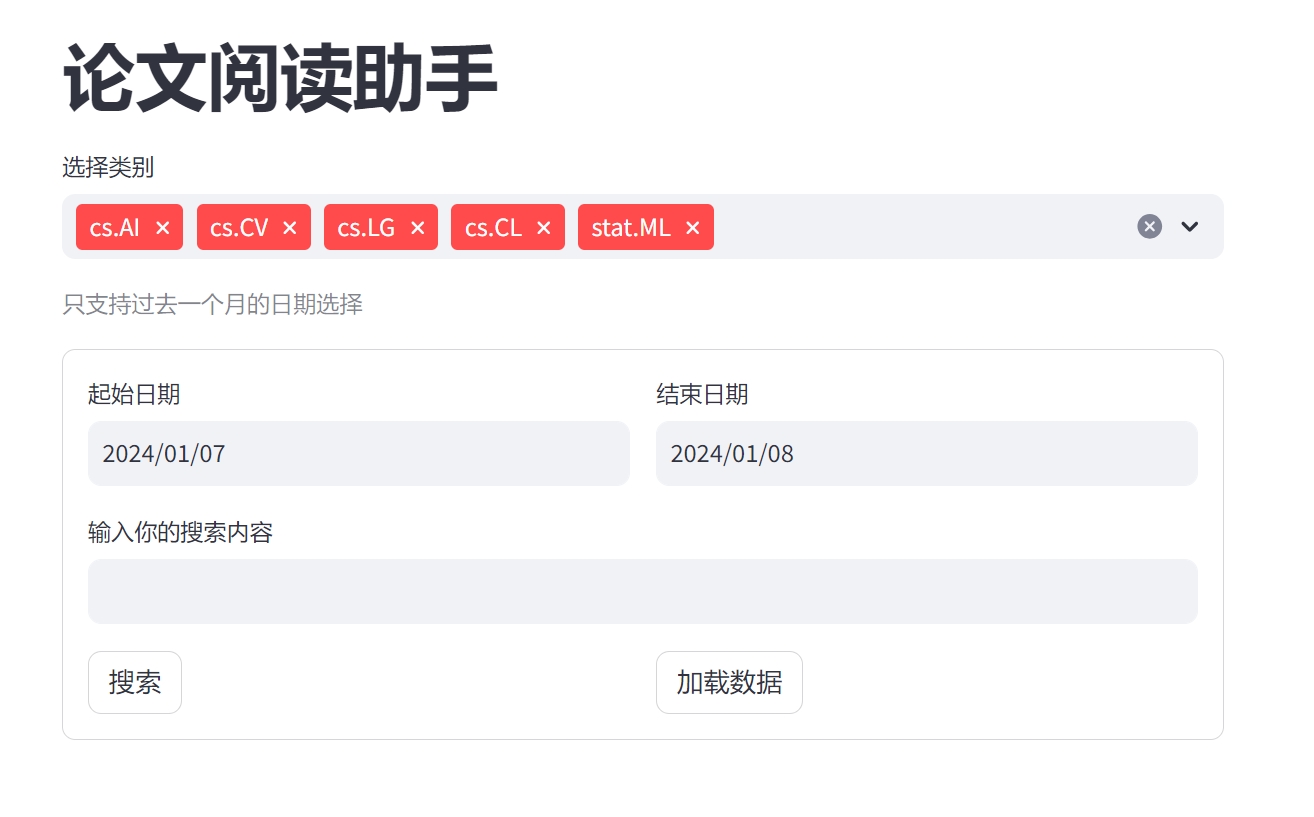 论文阅读助手
选择类别
cs.AI cs.CV cs.LG cs.CL stat.ML
只支持过去一个月的日期选择
起始日期 结束日期
2024/01/07 2024/01/08
输入你的搜索内容
搜索 加载数据